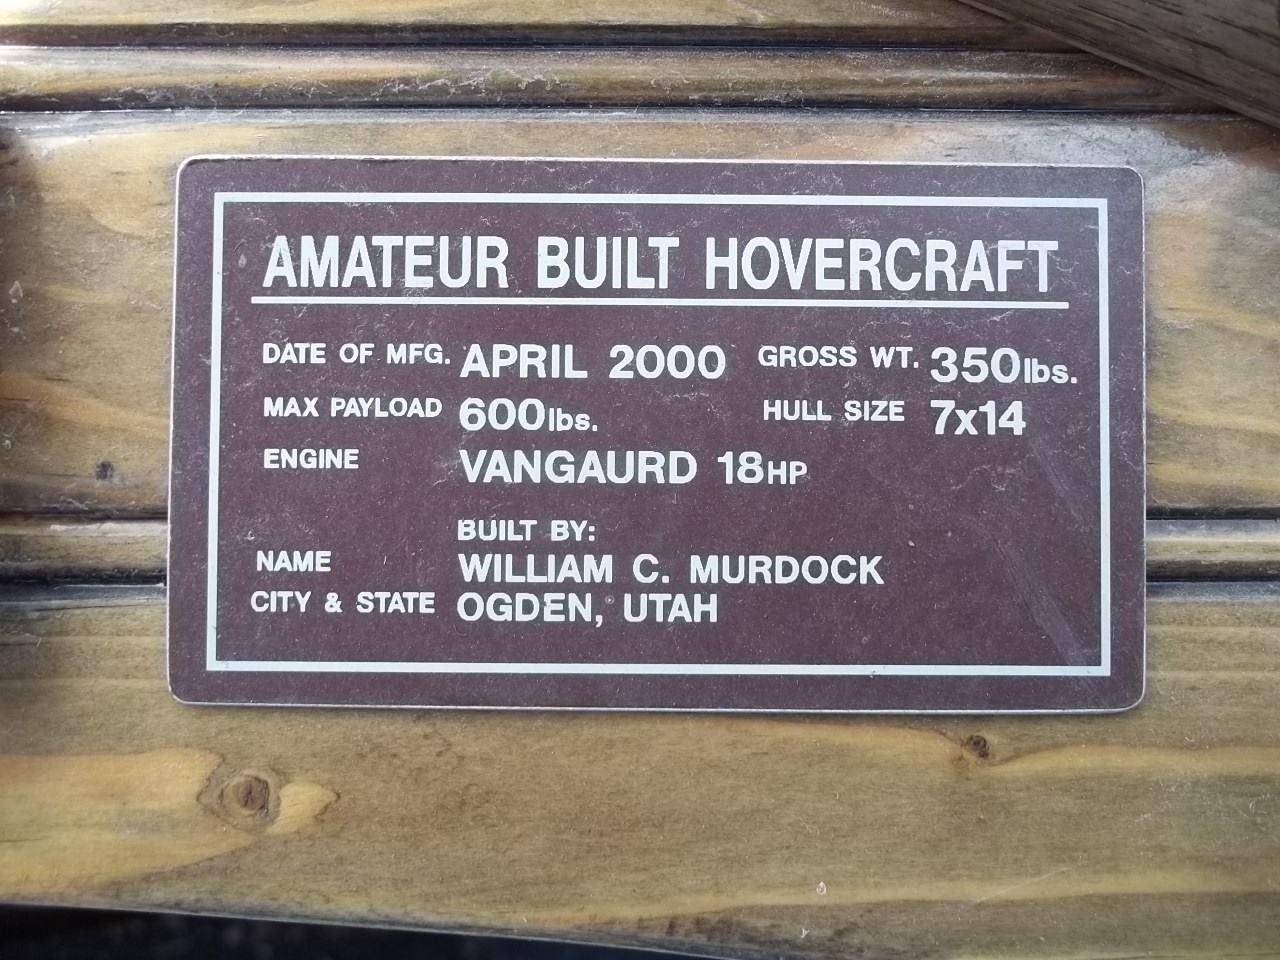 AMATEUR BUILT HOVERCRAFT
DATE OF MFG. APRIL 2000 GROSS WT. 350lbs.
MAX PAYLOAD 600lbs. HULL SIZE 7x14
ENGINE VANGAURD 18HP
BUILT BY:
NAME WILLIAM C. MURDOCK
CITY & STATE OGDEN, UTAH